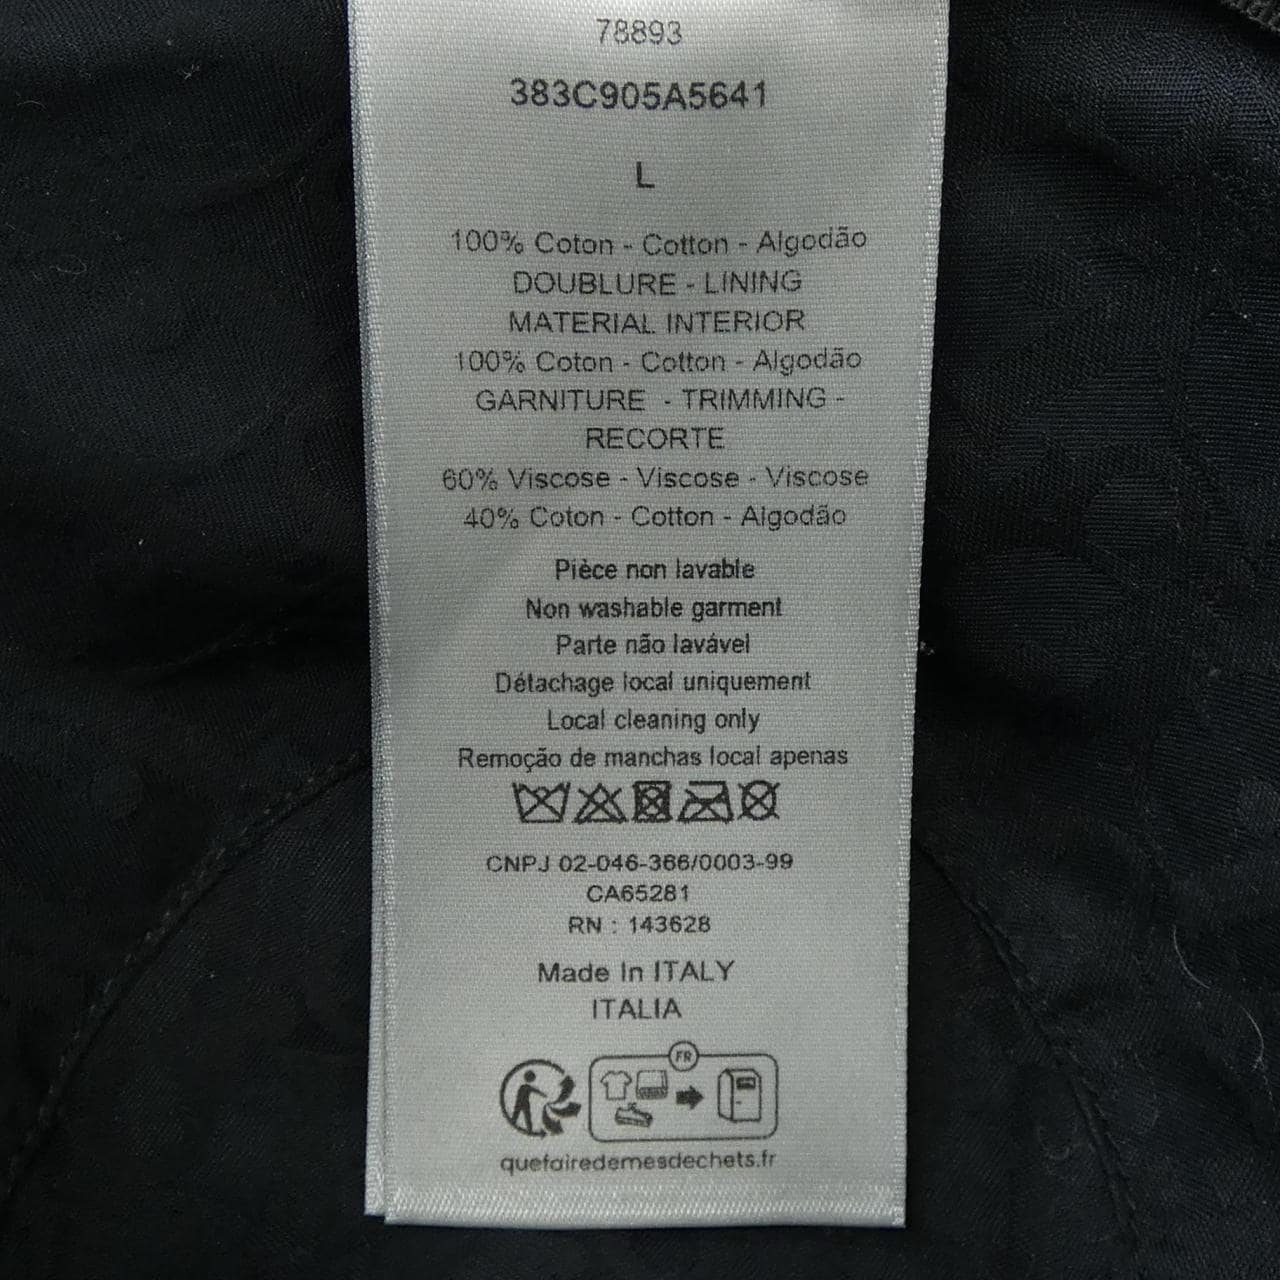 78893
383C905A5641
L
100% Coton - Cotton - Algodão
DOUBLURE - LINING
MATERIAL INTERIOR
100% Coton - Cotton - Algodão
GARNITURE - TRIMMING -
RECORTE
60% Viscose - Viscose - Viscose
40% Coton - Cotton - Algodão
Pièce non lavable
Non washable garment
Parte não lavável
Détachage local uniquement
Local cleaning only
Remoção de manchas local apenas
CNPJ 02-046-366/0003-99
CA65281
RN : 143628
Made In ITALY
ITALIA
FR
quefairedemesdechets.fr